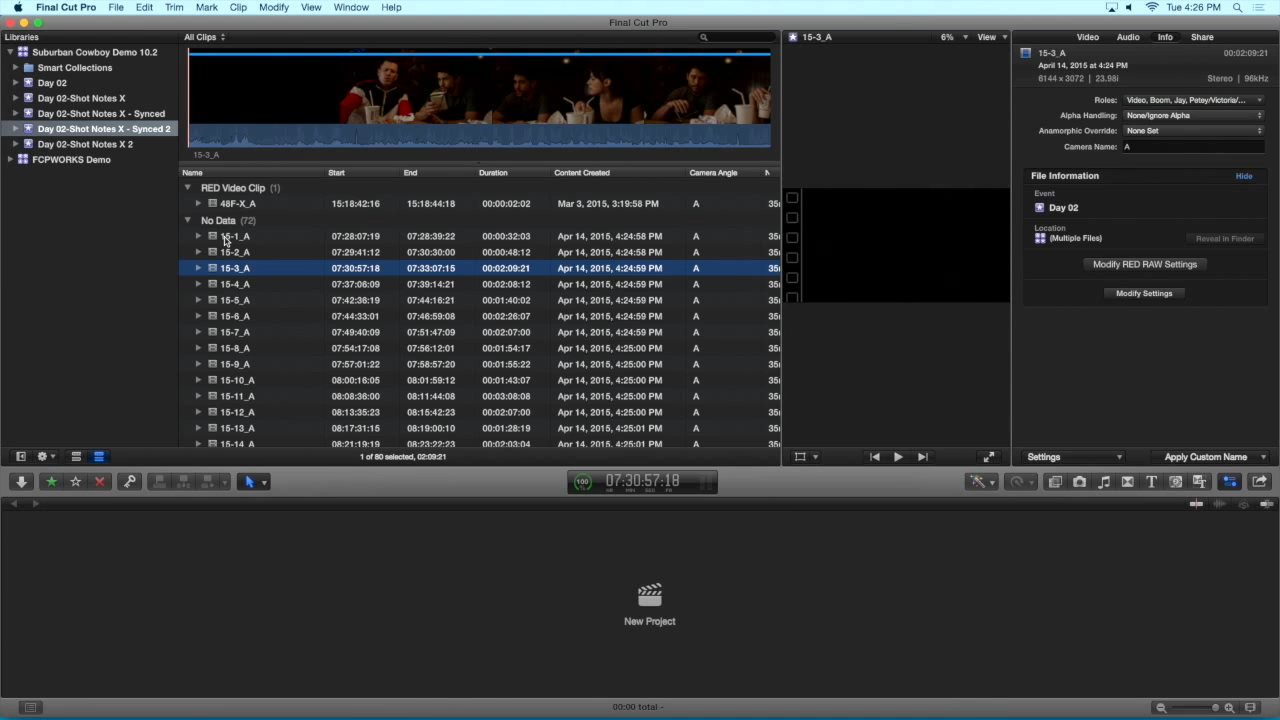 Final Cut Pro File Edit Trim Mark Clip Modify View Window Help Tue 4:26 PM
Final Cut Pro
Libraries
Suburban Cowboy Demo 10.2
Smart Collections
Day 02
Day 02-Shot Notes X
Day 02-Shot Notes X - Synced
Day 02-Shot Notes X - Synced 2
Day 02-Shot Notes X 2
FCPWORKS Demo
All Clips
15-3_A
Name Start End Duration Content Created Camera Angle N
RED Video Clip (1)
48F-X_A 15:18:42:16 15:18:44:18 00:00:02:02 Mar 3, 2015, 3:19:58 PM A 35
No Data (72)
15-1_A 07:28:07:19 07:28:39:22 00:00:32:03 Apr 14, 2015, 4:24:58 PM A 35
15-2_A 07:29:41:12 07:30:30:00 00:00:48:12 Apr 14, 2015, 4:24:58 PM A 35
15-3_A 07:30:57:18 07:33:07:15 00:02:09:21 Apr 14, 2015, 4:24:59 PM A 35
15-4_A 07:37:06:09 07:39:14:21 00:02:08:12 Apr 14, 2015, 4:24:59 PM A 35
15-5_A 07:42:36:19 07:44:16:21 00:01:40:02 Apr 14, 2015, 4:24:59 PM A 35
15-6_A 07:44:33:01 07:46:59:08 00:02:26:07 Apr 14, 2015, 4:24:59 PM A 35
15-7_A 07:49:40:09 07:51:47:09 00:02:07:00 Apr 14, 2015, 4:24:59 PM A 35
15-8_A 07:54:17:08 07:56:12:01 00:01:54:17 Apr 14, 2015, 4:25:00 PM A 35
15-9_A 07:57:01:22 07:58:57:20 00:01:55:22 Apr 14, 2015, 4:25:00 PM A 35
15-10_A 08:00:16:05 08:01:59:12 00:01:43:07 Apr 14, 2015, 4:25:00 PM A 35
15-11_A 08:08:36:00 08:11:44:08 00:03:08:08 Apr 14, 2015, 4:25:00 PM A 35
15-12_A 08:13:35:23 08:15:42:23 00:02:07:00 Apr 14, 2015, 4:25:00 PM A 35
15-13_A 08:17:31:15 08:19:00:10 00:01:28:19 Apr 14, 2015, 4:25:01 PM A 35
15-14_A 08:21:19:19 08:23:22:23 00:02:03:04 Apr 14, 2015, 4:25:01 PM A 35
1 of 80 selected, 02:09:21
15-3_A 6% View
Video Audio Info Share
15-3_A 00:02:09:21
April 14, 2015 at 4:24 PM
6144 × 3072 | 23.98i Stereo | 96kHz
Roles: Video, Boom, Jay, Petey/Victoria/...
Alpha Handling: None/Ignore Alpha
Anamorphic Override: None Set
Camera Name: A
File Information Hide
Event
Day 02
Location
(Multiple Files) Reveal in Finder
Modify RED RAW Settings
Modify Settings
Settings Apply Custom Name
100 % 07:30:57:18
HR MIN SEC FR
New Project
00:00 total -